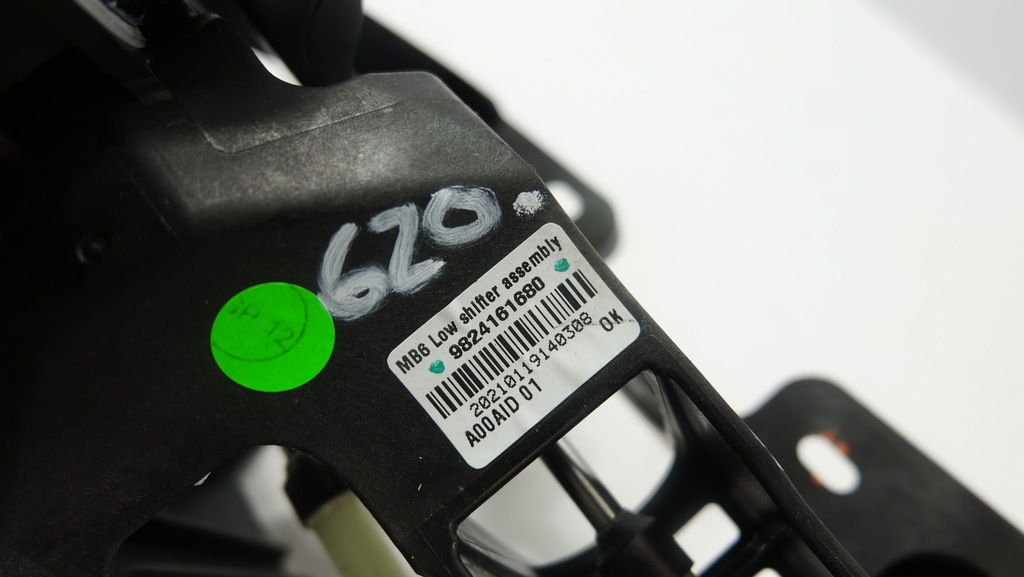 620.
SP-12
MB6 Low shifter assembly
9824161680
20210119140308
OK
A00AID 01